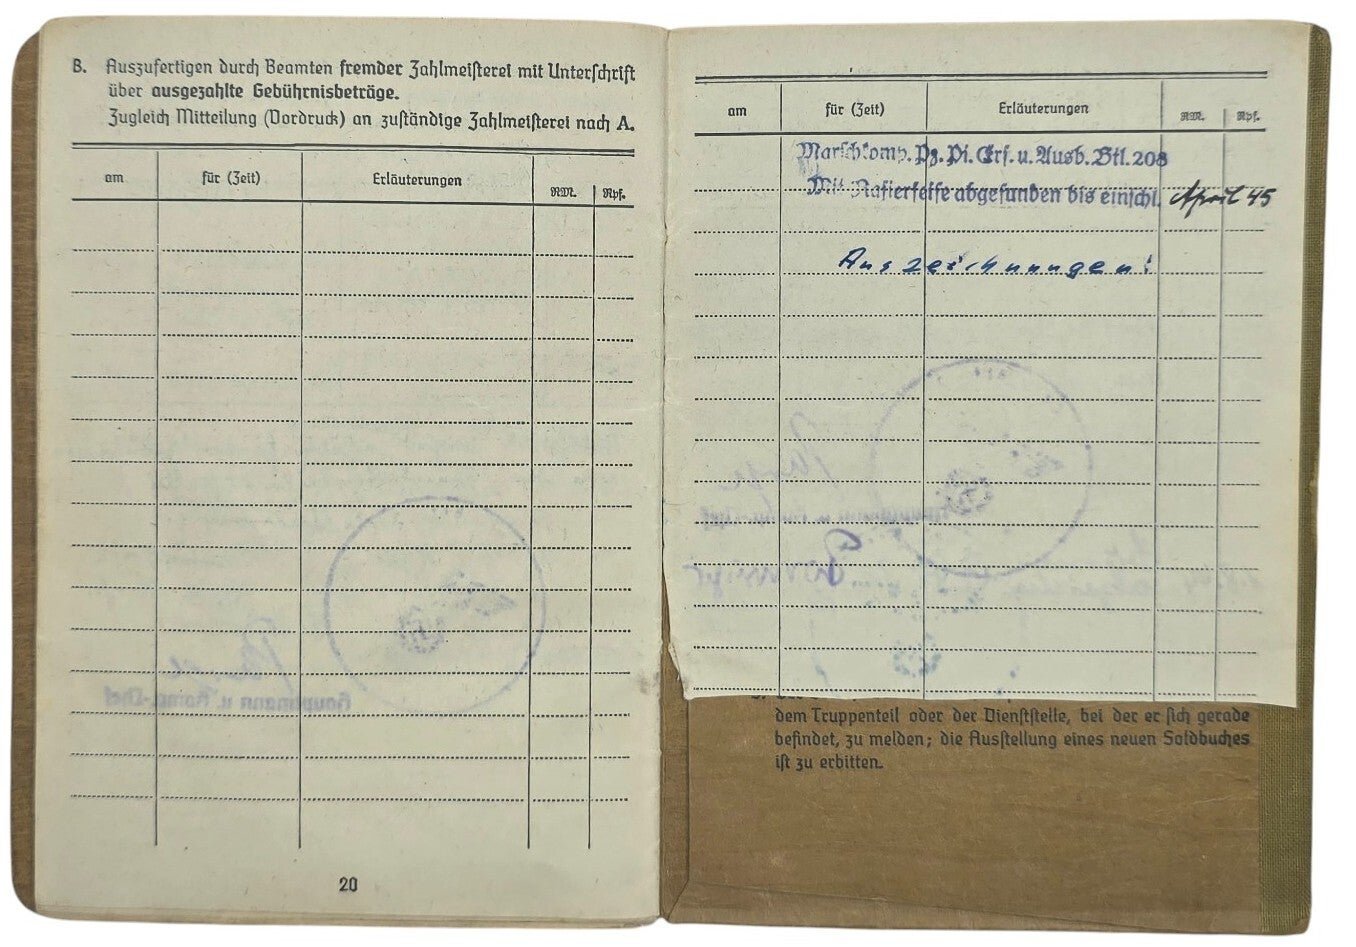 B. Auszufertigen durch Beamten fremder Zahlmeisterei mit Unterschrift
über ausgezahlte Gebührnisbeträge.
Zugleich Mitteilung (Vordruck) an zuständige Zahlmeisterei nach A.
am für (Zeit) Erläuterungen RM. Rpf.
20
am für (Zeit) Erläuterungen RM. Rpf.
Marschkomp. Pz. Pi. Ers. u. Ausb. Btl. 208
Mit Rasierseife abgefunden bis einschl. April 45
Auszeichnungen:
dem Truppenteil oder der Dienststelle, bei der er sich gerade
befindet, zu melden; die Ausstellung eines neuen Soldbuches
ist zu erbitten.
Hauptmann u. Komp.-Chef